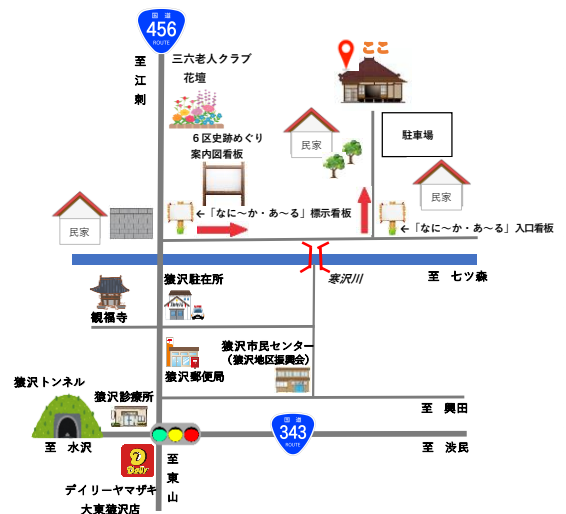 国道
456
ROUTE
至江刺
三六老人クラブ
花壇
ここ
民家
駐車場
６区史跡めぐり
案内図看板
民家
民家
←「なに～か・あ～る」標示看板
←「なに～か・あ～る」入口看板
至 七ツ森
寒沢川
猿沢駐在所
観福寺
猿沢市民センター
（猿沢地区振興会）
猿沢郵便局
猿沢トンネル
猿沢診療所
至 興田
国道
343
ROUTE
至 水沢
至 渋民
至東山
Daily
デイリーヤマザキ
大東猿沢店